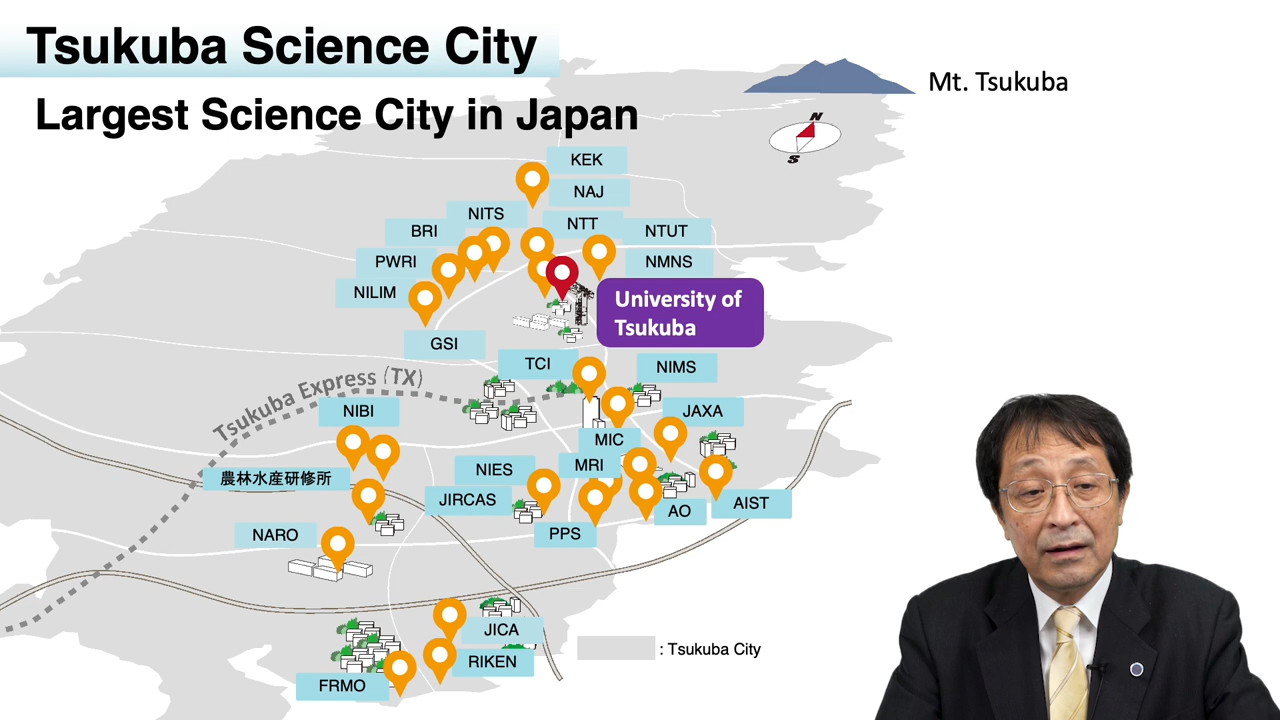 Tsukuba Science City
Largest Science City in Japan
Mt. Tsukuba
N
S
KEK
NAJ
NITS
NTT
BRI
NTUT
PWRI
NMNS
NILIM
University of
Tsukuba
GSI
TCI
NIMS
Tsukuba Express (TX)
NIBI
JAXA
MIC
MRI
NIES
農林水産研修所
JIRCAS
AO
AIST
NARO
PPS
JICA
: Tsukuba City
RIKEN
FRMO